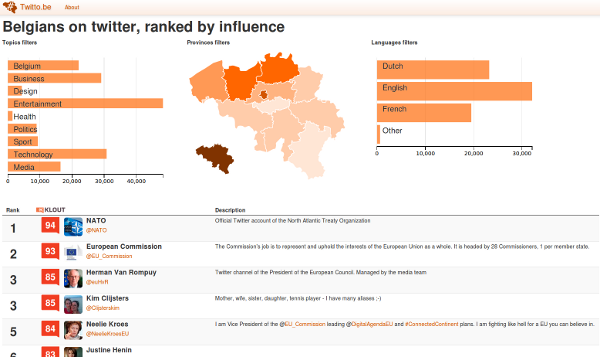 Twitto.be About
Belgians on twitter, ranked by influence
Topics filters
Provinces filters
Languages filters
Belgium
Business
Design
Entertainment
Health
Politics
Sport
Technology
Media
0 10,000 20,000 30,000 40,000
Dutch
English
French
Other
0 10,000 20,000 30,000
Rank KLOUT Description
1 94 NATO
@NATO
Official Twitter account of the North Atlantic Treaty Organization
2 93 European Commission
@EU_Commission
The Commission's job is to represent and uphold the interests of the European Union as a whole. It is headed by 28 Commissioners, 1 per member state.
3 85 Herman Van Rompuy
@euHvR
Twitter channel of the President of the European Council. Managed by the media team
3 85 Kim Clijsters
@Clijsterskim
Mother, wife, sister, daughter, tennis player - I have many aliases ;-)
5 84 Neelie Kroes
@NeelieKroesEU
I am Vice President of the @EU_Commission leading @DigitalAgendaEU and #ConnectedContinent plans. I am fighting like hell for a EU you can believe in.
6 83 Justine Henin